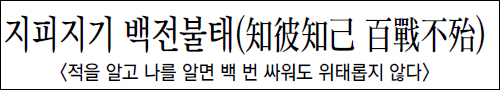 지피지기 백전불태(知彼知己 百戰不殆)
〈적을 알고 나를 알면 백 번 싸워도 위태롭지 않다〉